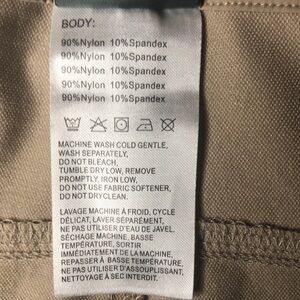 BODY:
90%Nylon 10%Spandex
90%Nylon 10%Spandex
90%Nylon 10%Spandex
90%Nylon 10%Spandex
90%Nylon 10%Spandex
MACHINE WASH COLD GENTLE,
WASH SEPARATELY,
DO NOT BLEACH,
TUMBLE DRY LOW, REMOVE
PROMPTLY, IRON LOW,
DO NOT USE FABRIC SOFTENER,
DO NOT DRYCLEAN.
LAVAGE MACHINE À FROID, CYCLE
DÉLICAT, LAVER SÉPARÉMENT,
NE PAS UTILISER D'EAU DE JAVEL.
SÉCHAGE MACHINE, BASSE
TEMPÉRATURE, SORTIR
IMMÉDIATEMENT DE LA MACHINE,
REPASSER À BASSE TEMPÉRATURE.
NE PAS UTILISER D'ASSOUPLISSANT,
NETTOYAGE À SEC INTERDIT.